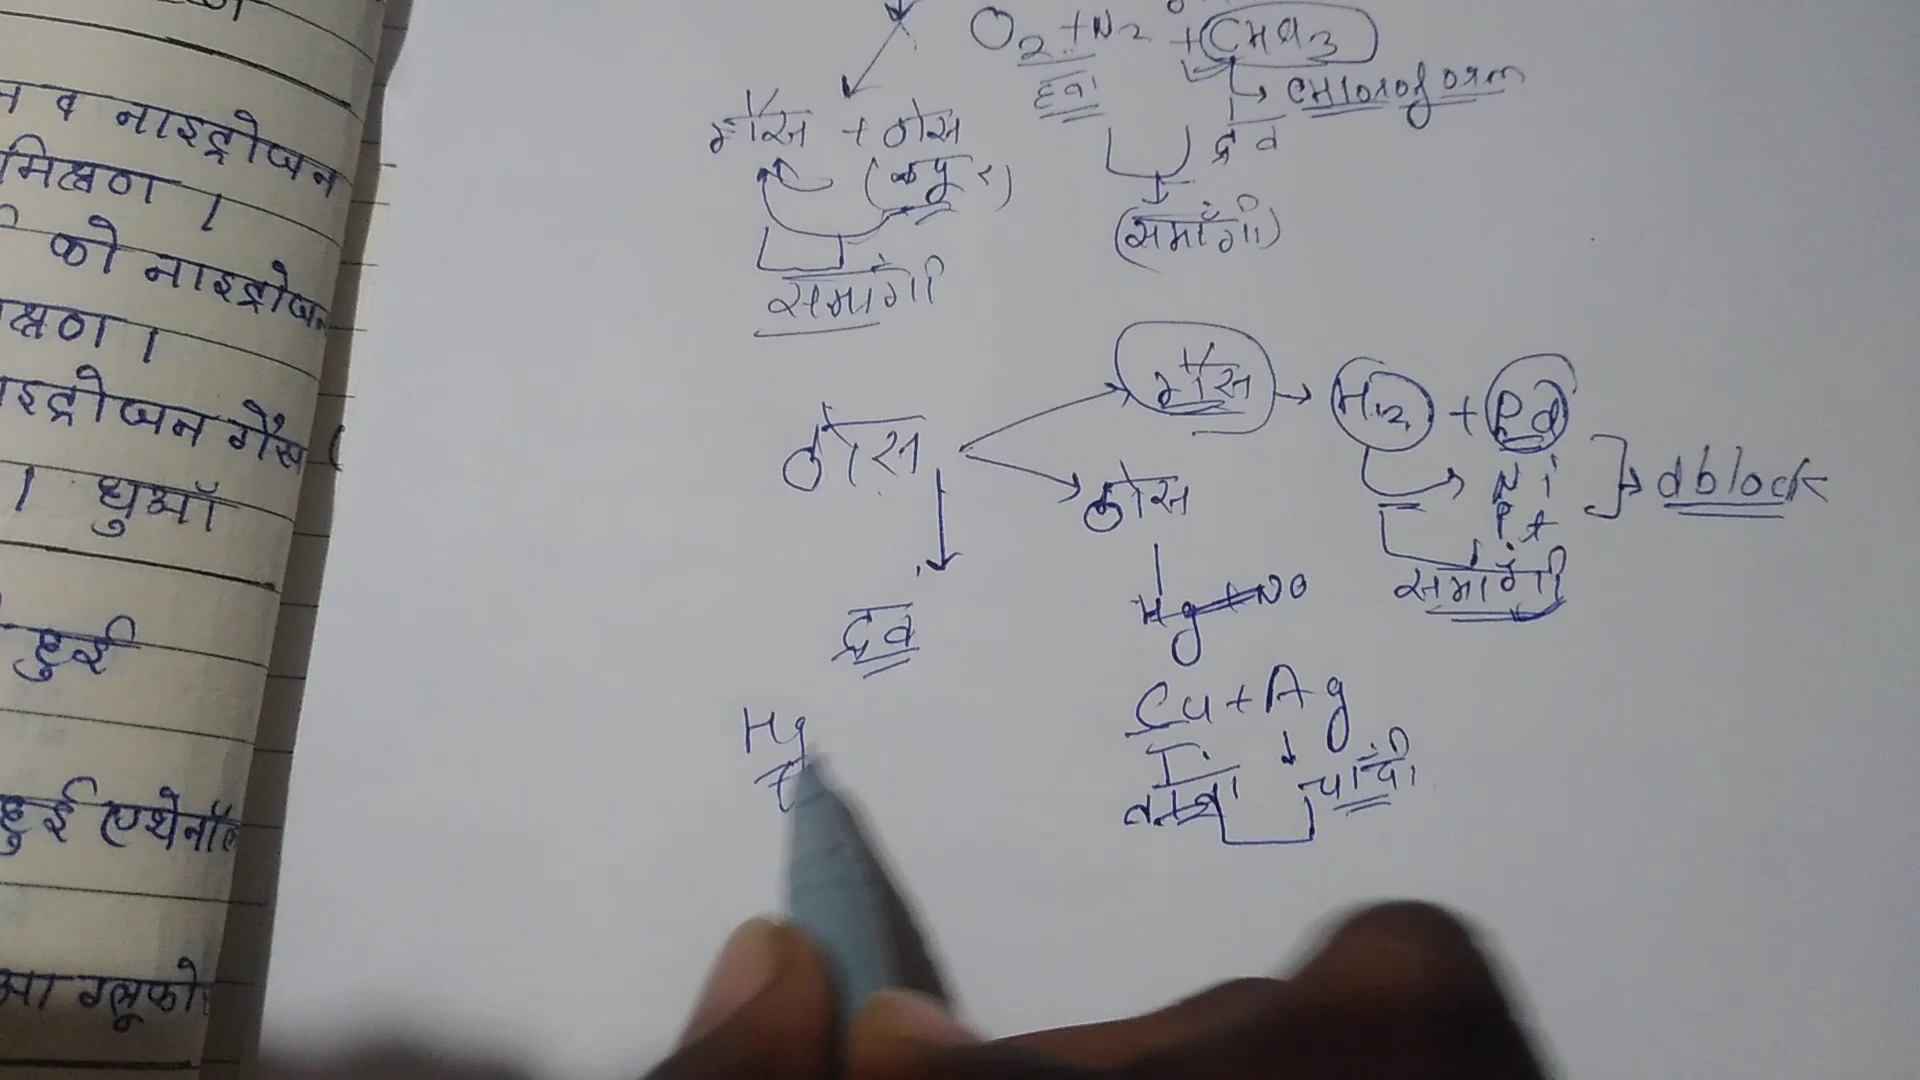 न व नाइट्रोजन
मिश्रण ।
को नाइट्रोजन
श्रण ।
इट्रोजन गैस (
। धुआँ
हुई
हुई एथेनॉल
आ ग्लूको
O2 + N2 + CHCl3
हवा
→ CHloroform
द्रव
(समाँगी)
गैस + ठोस
(कपूर)
समांगी
ठोस
गैस → H2 + Pd
Ni
Pt
→ d block
समांगी
ठोस
Cu + Ag
चांदी
द्रव
Hg